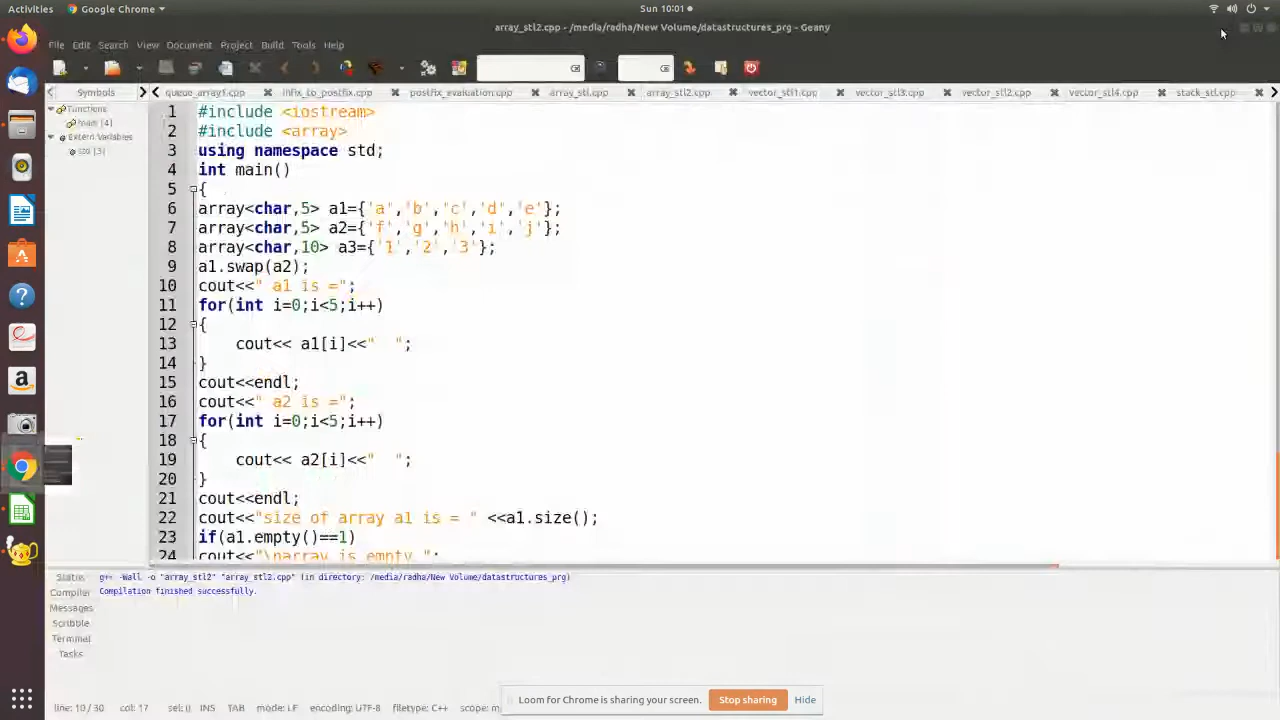 Activities Google Chrome Sun 10:01
array_stl2.cpp - /media/radha/New Volume/datastructures_prg - Geany
File Edit Search View Document Project Build Tools Help
Symbols queue_array1.cpp infix_to_postfix.cpp postfix_evaluation.cpp array_stl.cpp array_stl2.cpp vector_stl1.cpp vector_stl3.cpp vector_stl2.cpp vector_stl4.cpp stack_stl.cpp
Functions
main [4]
Extern Variables
std [3]
1 #include <iostream>
2 #include <array>
3 using namespace std;
4 int main()
5 {
6 array<char,5> a1={'a','b','c','d','e'};
7 array<char,5> a2={'f','g','h','i','j'};
8 array<char,10> a3={'1','2','3'};
9 a1.swap(a2);
10 cout<<" a1 is =";
11 for(int i=0;i<5;i++)
12 {
13 cout<< a1[i]<<"  ";
14 }
15 cout<<endl;
16 cout<<" a2 is =";
17 for(int i=0;i<5;i++)
18 {
19 cout<< a2[i]<<"  ";
20 }
21 cout<<endl;
22 cout<<"size of array a1 is = " <<a1.size();
23 if(a1.empty()==1)
24 cout<<"\narray is empty ";
Status g++ -Wall -o "array_stl2" "array_stl2.cpp" (in directory: /media/radha/New Volume/datastructures_prg)
Compiler Compilation finished successfully.
Messages
Scribble
Terminal
Tasks
Loom for Chrome is sharing your screen. Stop sharing Hide
line: 10 / 30 col: 17 sel: 0 INS TAB mode: LF encoding: UTF-8 filetype: C++ scope: m